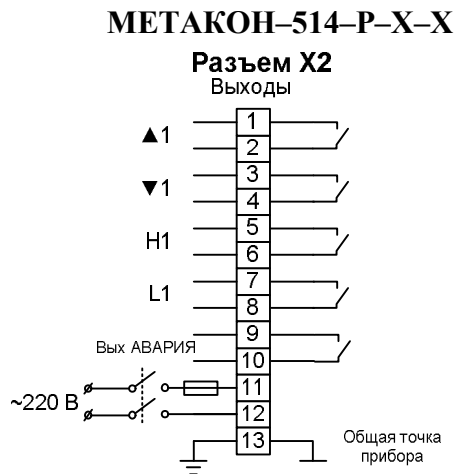 МЕТАКОН–514–Р–Х–Х
Разъем X2
Выходы
▲1
1
2
▼1
3
4
H1
5
6
L1
7
8
Вых АВАРИЯ
9
10
~220 В
11
12
13
Общая точка
прибора